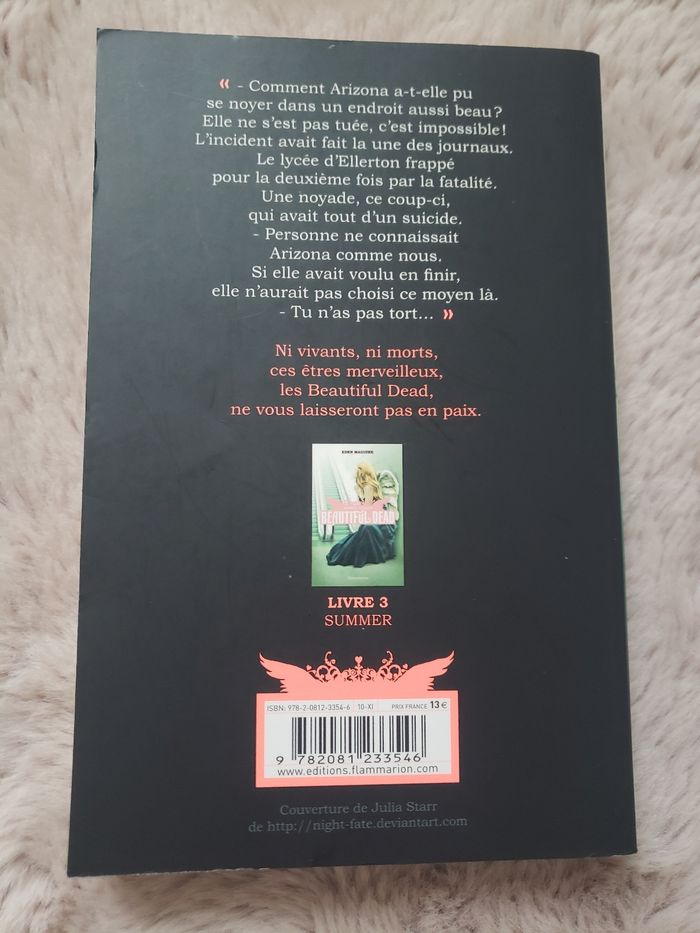 « - Comment Arizona a-t-elle pu
se noyer dans un endroit aussi beau ?
Elle ne s'est pas tuée, c'est impossible !
L'incident avait fait la une des journaux.
Le lycée d'Ellerton frappé
pour la deuxième fois par la fatalité.
Une noyade, ce coup-ci,
qui avait tout d'un suicide.
- Personne ne connaissait
Arizona comme nous.
Si elle avait voulu en finir,
elle n'aurait pas choisi ce moyen là.
- Tu n'as pas tort... »
Ni vivants, ni morts,
ces êtres merveilleux,
les Beautiful Dead,
ne vous laisseront pas en paix.
EDEN MAGUIRE
BEAUTIFUL DEAD
LIVRE 3
SUMMER
ISBN: 978-2-0812-3354-6 10-XI PRIX FRANCE 13 €
9 782081 233546
www.editions.flammarion.com
Couverture de Julia Starr
de http://night-fate.deviantart.com